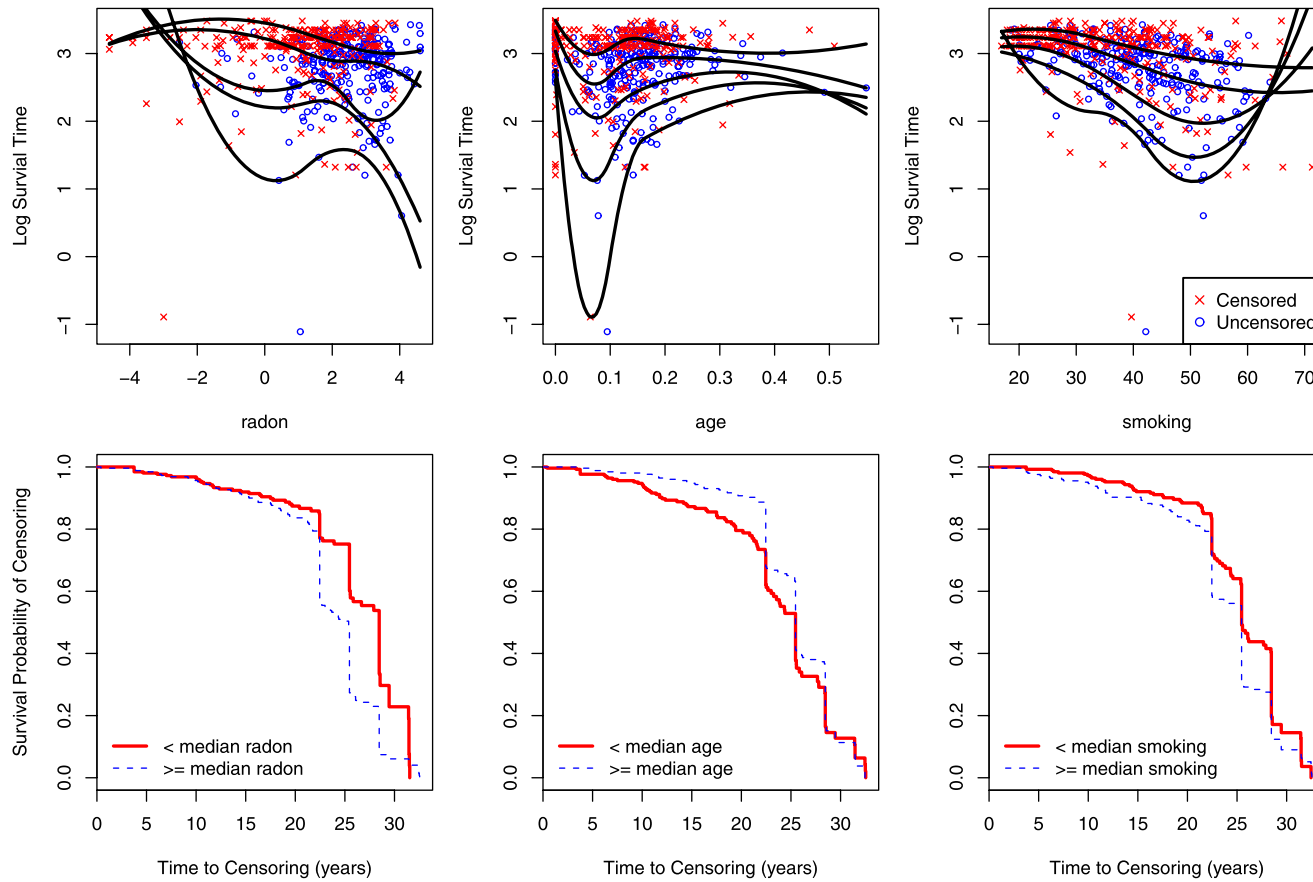 Log Survial Time
3
2
1
0
−1
−4 −2 0 2 4
radon
Log Survial Time
3
2
1
0
−1
0.0 0.1 0.2 0.3 0.4 0.5
age
Log Survial Time
3
2
1
0
−1
20 30 40 50 60 70
smoking
Censored
Uncensored
Survival Probability of Censoring
1.0
0.8
0.6
0.4
0.2
0.0
< median radon
>= median radon
0 5 10 15 20 25 30
Time to Censoring (years)
1.0
0.8
0.6
0.4
0.2
0.0
< median age
>= median age
0 5 10 15 20 25 30
Time to Censoring (years)
1.0
0.8
0.6
0.4
0.2
0.0
< median smoking
>= median smoking
0 5 10 15 20 25 30
Time to Censoring (years)